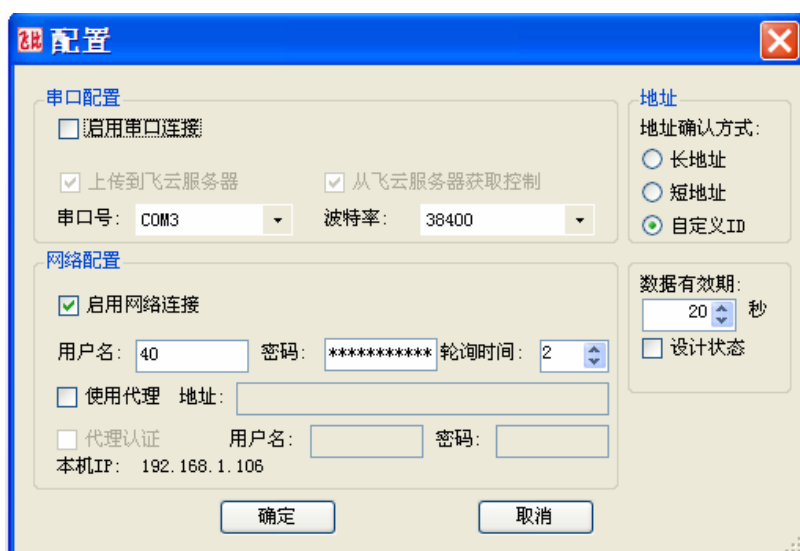 飞比 配置
串口配置
启用串口连接
上传到飞云服务器 从飞云服务器获取控制
串口号: COM3 波特率: 38400
网络配置
启用网络连接
用户名: 40 密码: *********** 轮询时间: 2
使用代理 地址:
代理认证 用户名: 密码:
本机IP: 192.168.1.106
确定 取消
地址
地址确认方式:
长地址
短地址
自定义ID
数据有效期:
20 秒
设计状态